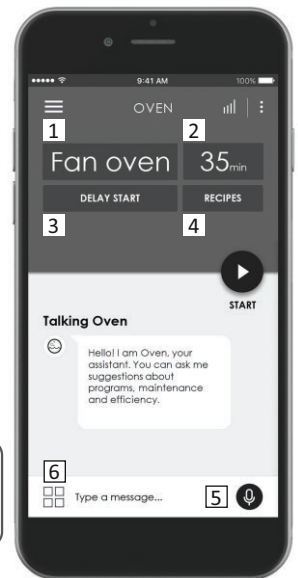 9:41 AM 100%
OVEN
1 2
Fan oven 35min
DELAY START RECIPES
3 4
START
Talking Oven
Hello! I am Oven, your
assistant. You can ask me
suggestions about
programs, maintenance
and efficiency.
6
Type a message... 5